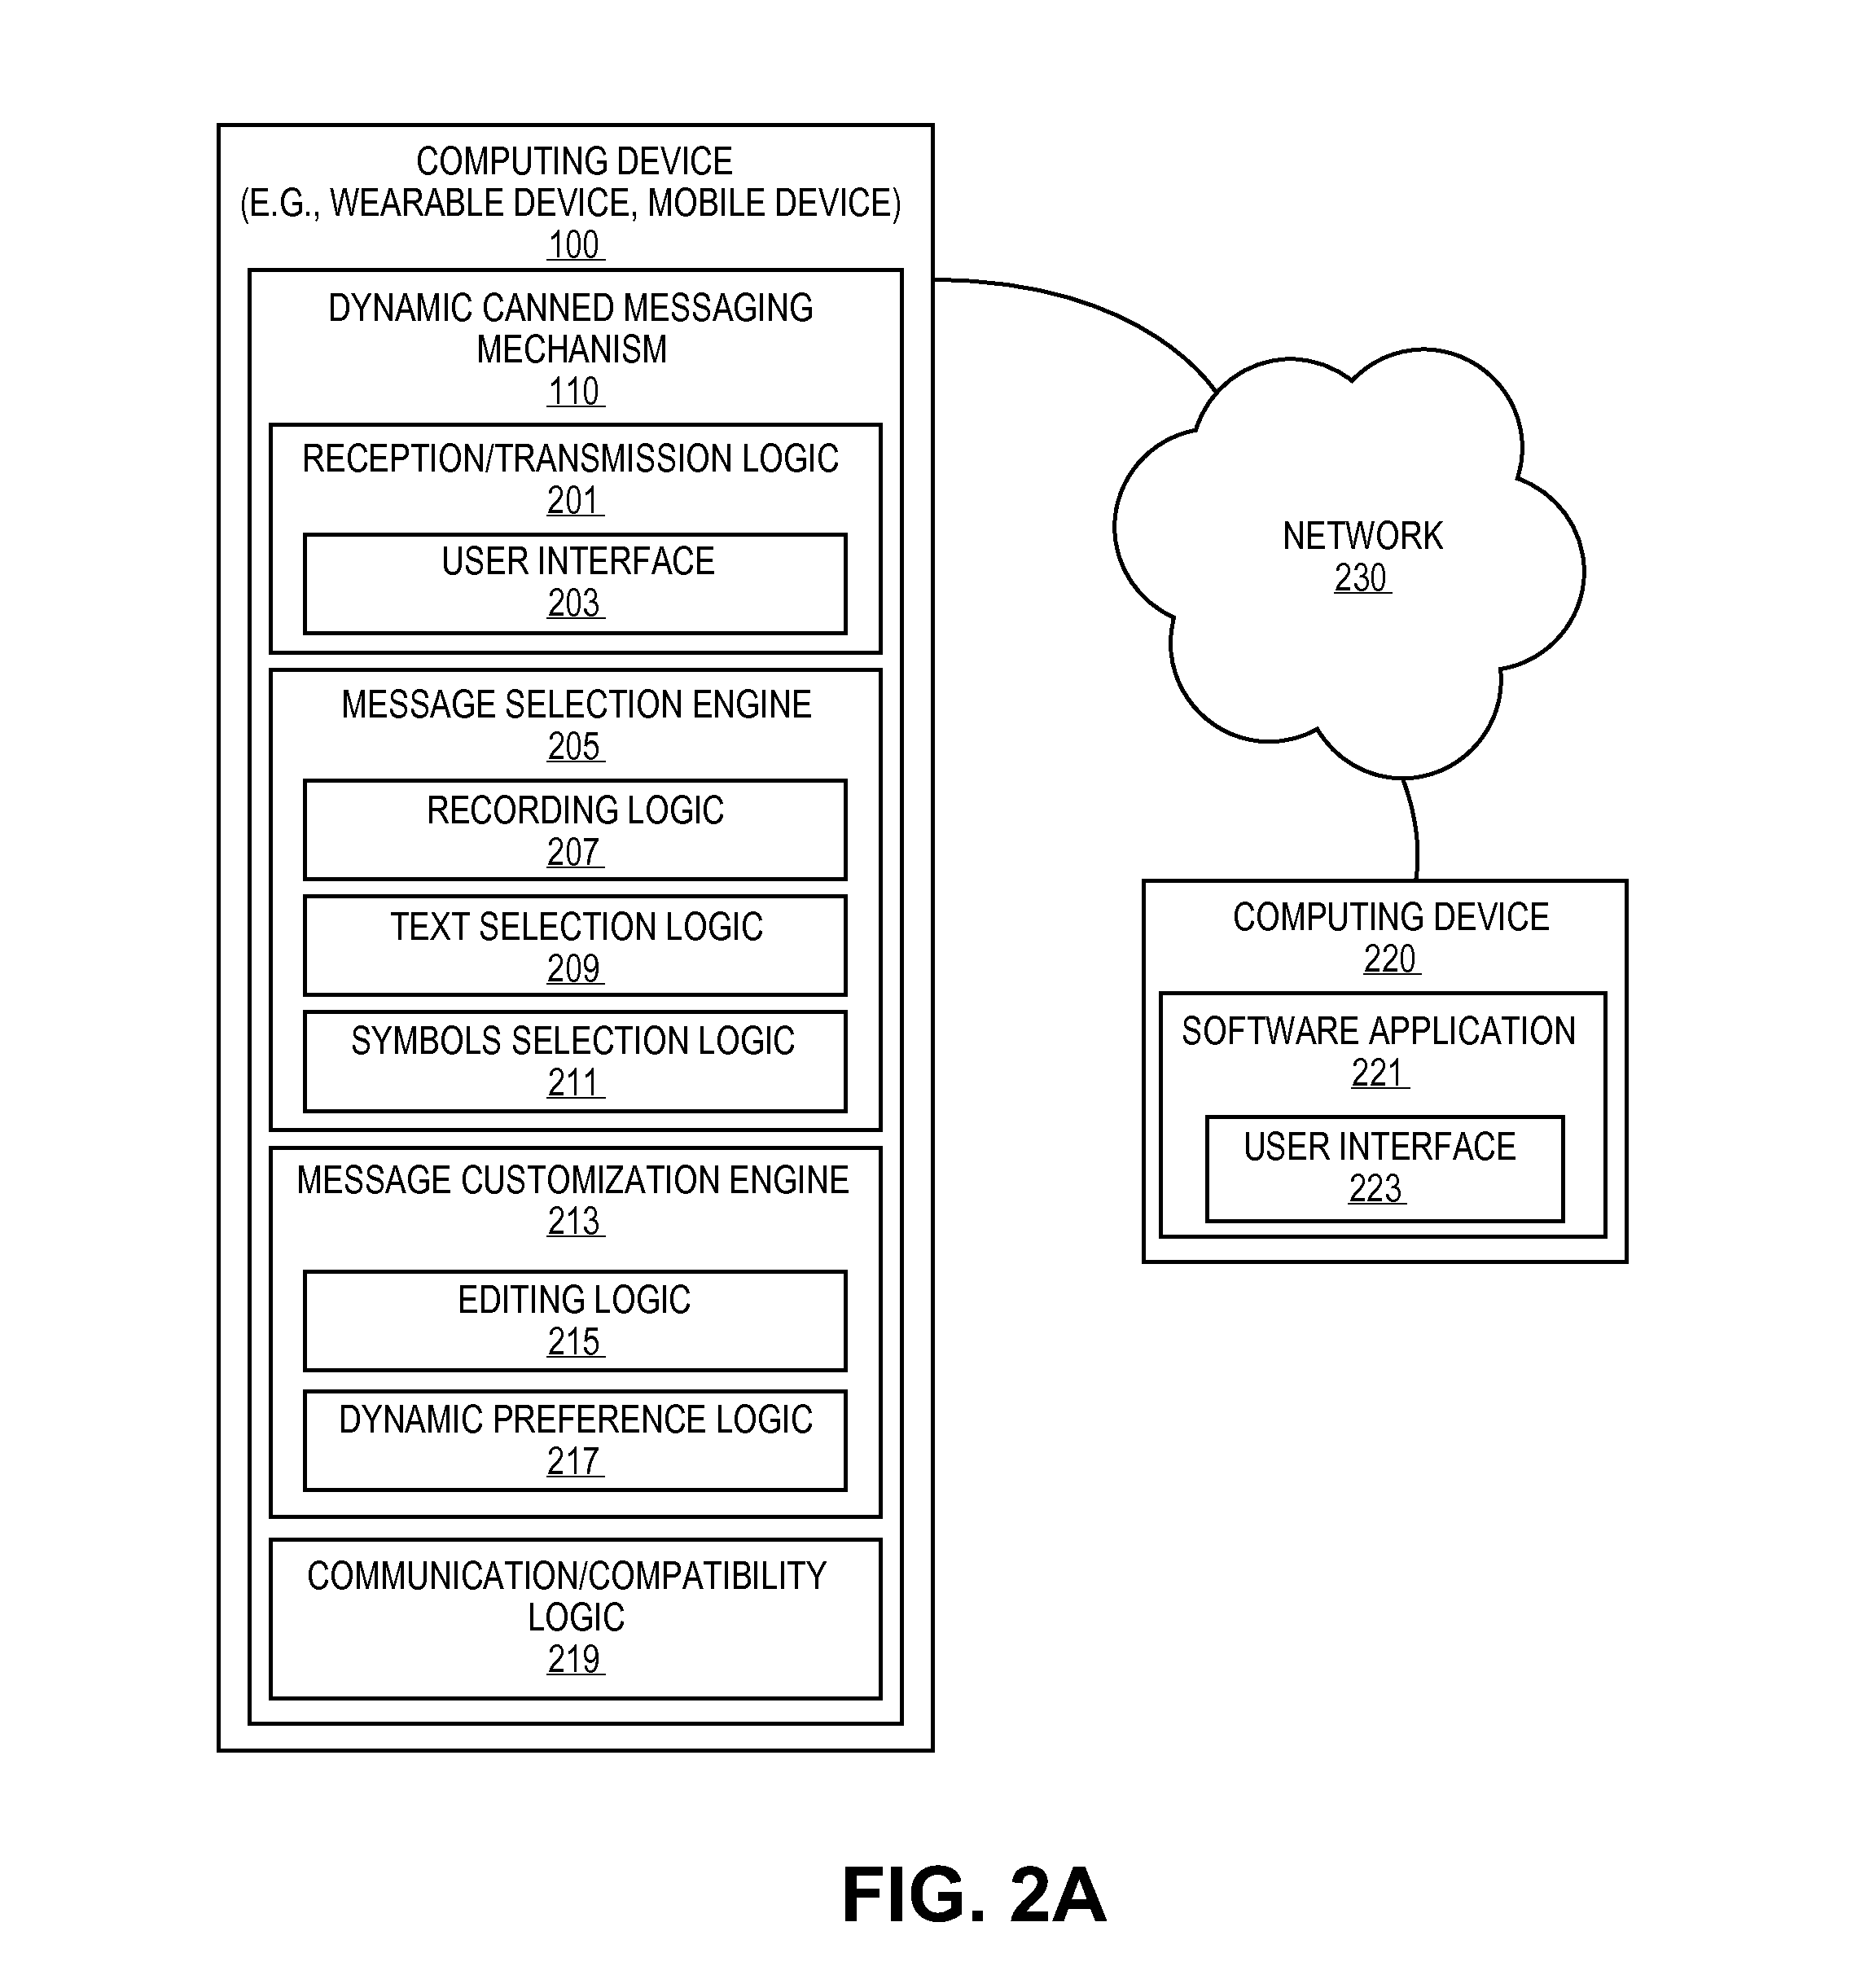 COMPUTING DEVICE
(E.G., WEARABLE DEVICE, MOBILE DEVICE)
100
DYNAMIC CANNED MESSAGING
MECHANISM
110
RECEPTION/TRANSMISSION LOGIC
201
USER INTERFACE
203
MESSAGE SELECTION ENGINE
205
RECORDING LOGIC
207
TEXT SELECTION LOGIC
209
SYMBOLS SELECTION LOGIC
211
MESSAGE CUSTOMIZATION ENGINE
213
EDITING LOGIC
215
DYNAMIC PREFERENCE LOGIC
217
COMMUNICATION/COMPATIBILITY
LOGIC
219
NETWORK
230
COMPUTING DEVICE
220
SOFTWARE APPLICATION
221
USER INTERFACE
223
FIG. 2A